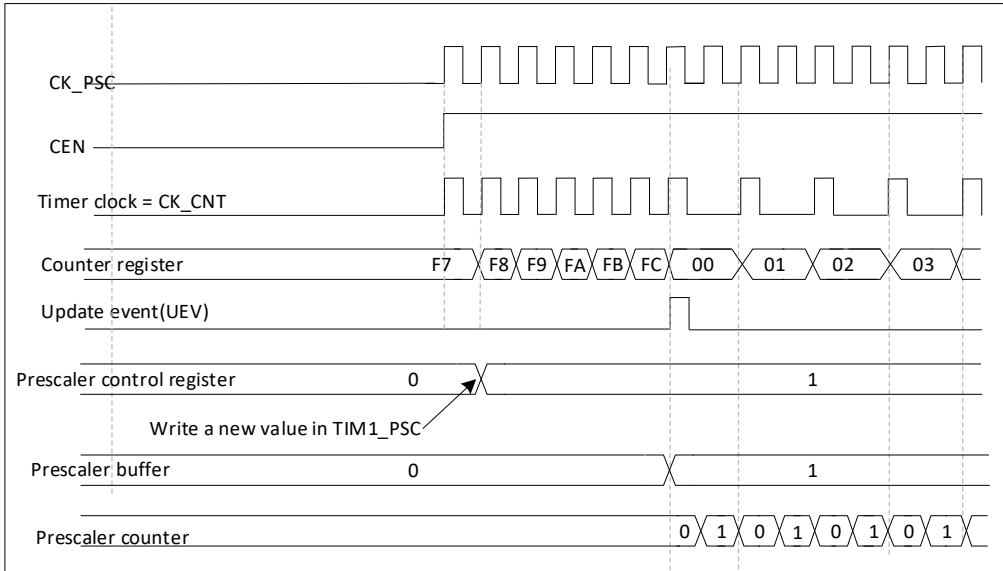 CK_PSC
CEN
Timer clock = CK_CNT
Counter register F7 F8 F9 FA FB FC 00 01 02 03
Update event(UEV)
Prescaler control register 0 1
Write a new value in TIM1_PSC
Prescaler buffer 0 1
Prescaler counter 0 1 0 1 0 1 0 1